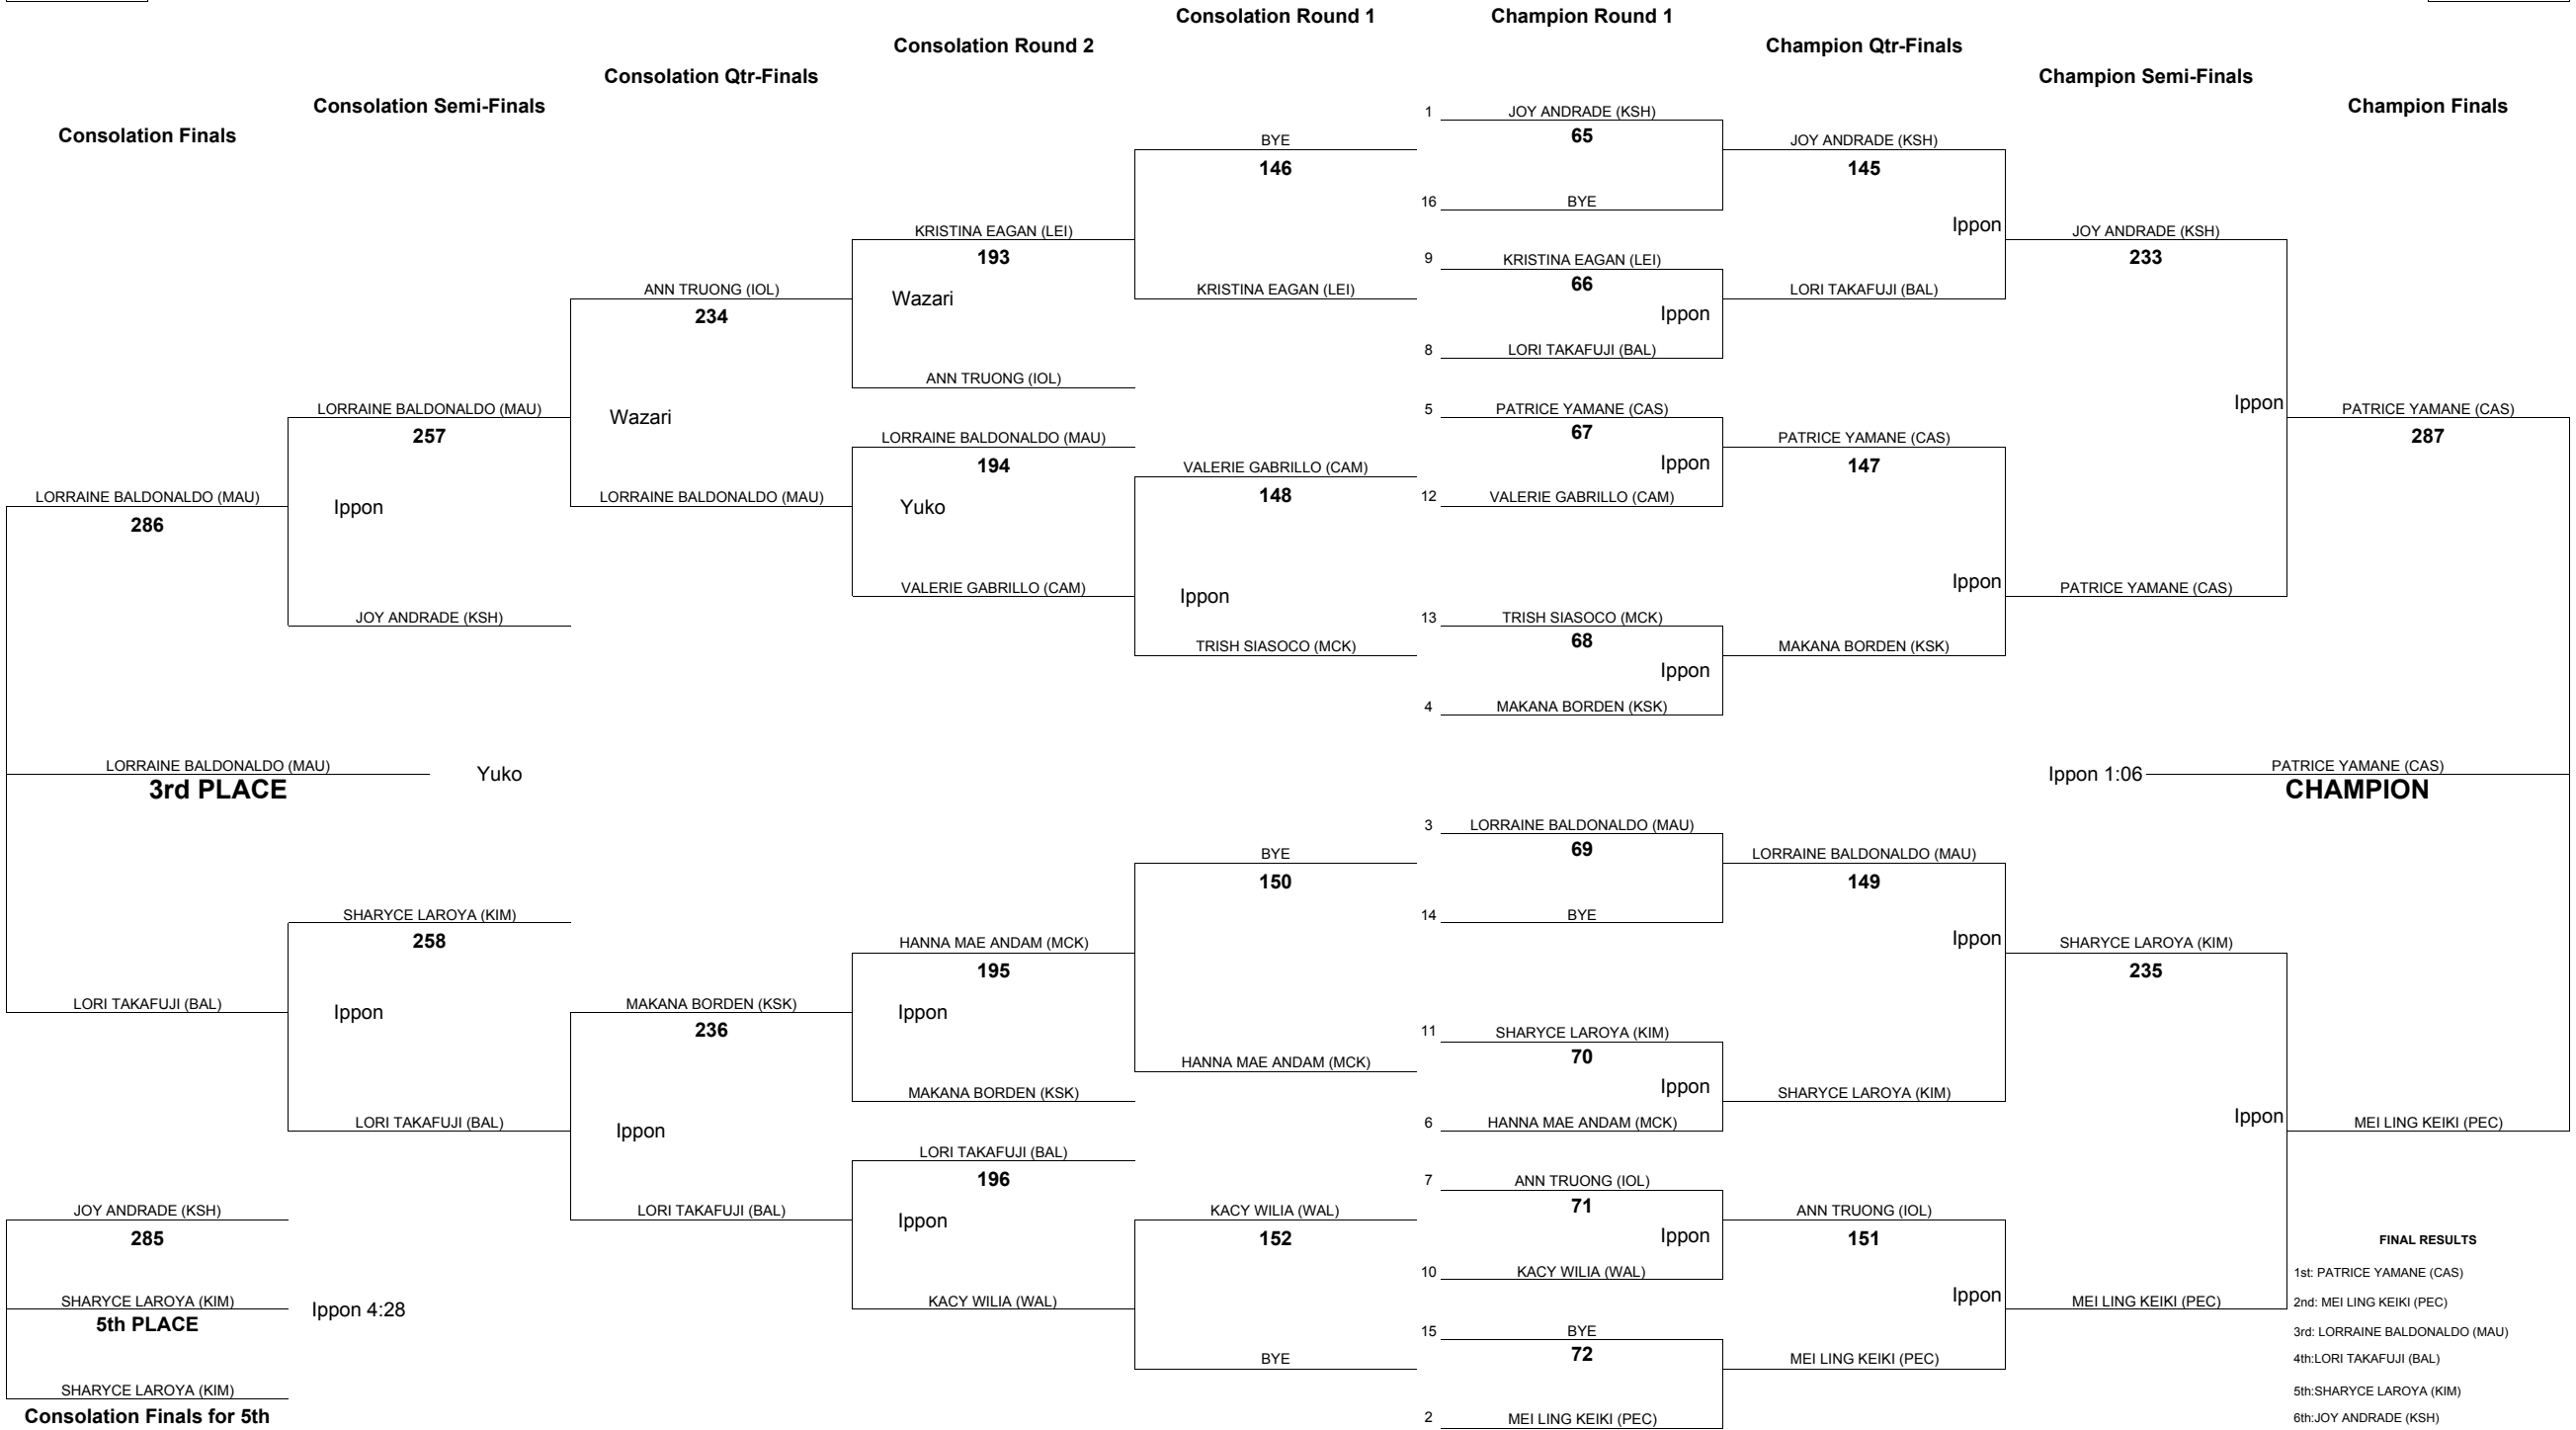 Consolation Round 1
Champion Round 1
Consolation Round 2
Champion Qtr-Finals
Consolation Qtr-Finals
Champion Semi-Finals
Consolation Semi-Finals
Champion Finals
Consolation Finals
1 JOY ANDRADE (KSH)
65
BYE
146
JOY ANDRADE (KSH)
145
16 BYE
KRISTINA EAGAN (LEI)
193
Ippon
JOY ANDRADE (KSH)
233
9 KRISTINA EAGAN (LEI)
66
ANN TRUONG (IOL)
234
Wazari
KRISTINA EAGAN (LEI)
LORI TAKAFUJI (BAL)
Ippon
8 LORI TAKAFUJI (BAL)
ANN TRUONG (IOL)
LORRAINE BALDONALDO (MAU)
257
Wazari
5 PATRICE YAMANE (CAS)
67
Ippon
PATRICE YAMANE (CAS)
287
LORRAINE BALDONALDO (MAU)
194
PATRICE YAMANE (CAS)
147
VALERIE GABRILLO (CAM)
148
Ippon
LORRAINE BALDONALDO (MAU)
286
Ippon
LORRAINE BALDONALDO (MAU)
Yuko
12 VALERIE GABRILLO (CAM)
VALERIE GABRILLO (CAM)
Ippon
Ippon
PATRICE YAMANE (CAS)
JOY ANDRADE (KSH)
13 TRISH SIASOCO (MCK)
68
TRISH SIASOCO (MCK)
MAKANA BORDEN (KSK)
Ippon
4 MAKANA BORDEN (KSK)
LORRAINE BALDONALDO (MAU)
3rd PLACE
Yuko
Ippon 1:06
PATRICE YAMANE (CAS)
CHAMPION
3 LORRAINE BALDONALDO (MAU)
69
BYE
150
LORRAINE BALDONALDO (MAU)
149
SHARYCE LAROYA (KIM)
258
14 BYE
HANNA MAE ANDAM (MCK)
195
Ippon
SHARYCE LAROYA (KIM)
235
LORI TAKAFUJI (BAL)
Ippon
MAKANA BORDEN (KSK)
236
Ippon
11 SHARYCE LAROYA (KIM)
70
HANNA MAE ANDAM (MCK)
Ippon
MAKANA BORDEN (KSK)
SHARYCE LAROYA (KIM)
LORI TAKAFUJI (BAL)
Ippon
6 HANNA MAE ANDAM (MCK)
Ippon
MEI LING KEIKI (PEC)
LORI TAKAFUJI (BAL)
196
7 ANN TRUONG (IOL)
71
JOY ANDRADE (KSH)
285
LORI TAKAFUJI (BAL)
Ippon
KACY WILIA (WAL)
152
Ippon
ANN TRUONG (IOL)
151
FINAL RESULTS
10 KACY WILIA (WAL)
1st: PATRICE YAMANE (CAS)
SHARYCE LAROYA (KIM)
5th PLACE
Ippon 4:28
KACY WILIA (WAL)
Ippon
MEI LING KEIKI (PEC)
2nd: MEI LING KEIKI (PEC)
15 BYE
72
3rd: LORRAINE BALDONALDO (MAU)
BYE
MEI LING KEIKI (PEC)
4th:LORI TAKAFUJI (BAL)
SHARYCE LAROYA (KIM)
5th:SHARYCE LAROYA (KIM)
Consolation Finals for 5th
2 MEI LING KEIKI (PEC)
6th:JOY ANDRADE (KSH)